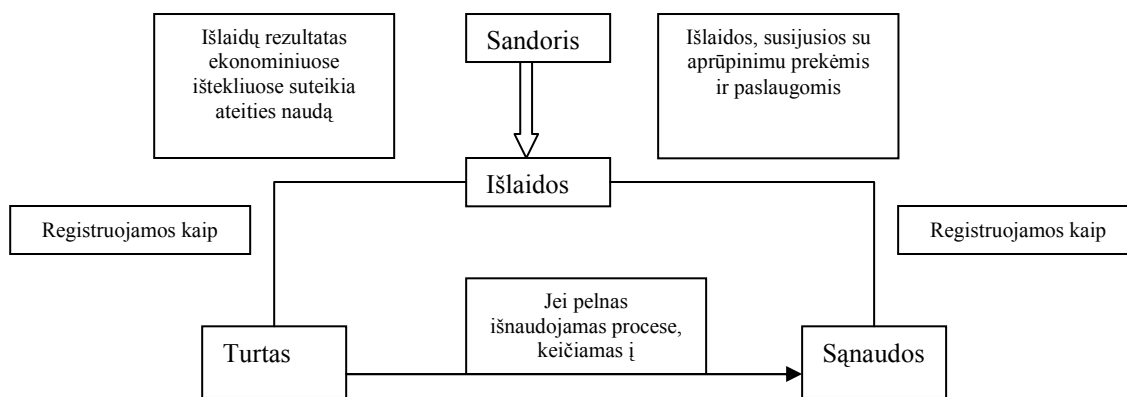 Išlaidų rezultatas
ekonominiuose
ištekliuose suteikia
ateities naudą
Sandoris
Išlaidos, susijusios su
aprūpinimu prekėmis
ir paslaugomis
Išlaidos
Registruojamos kaip
Registruojamos kaip
Jei pelnas
išnaudojamas procese,
keičiamas į
Turtas
Sąnaudos